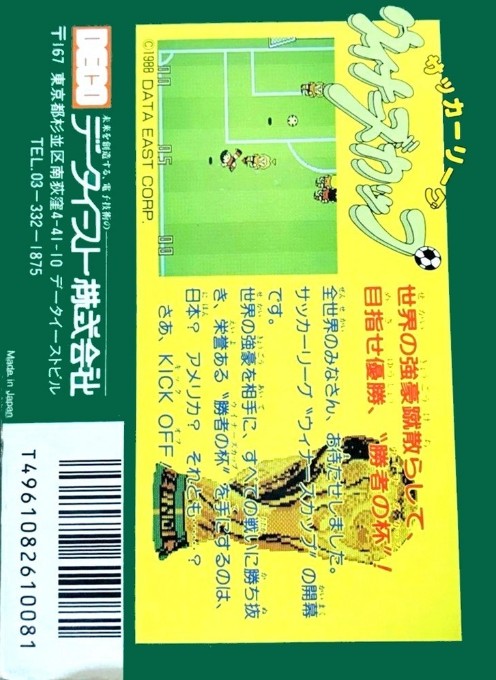 サッカーリーグ
ウイナーズカップ
世界の強豪蹴散らして、
目指せ優勝、〝勝者の杯〟!
全世界のみなさん、お待たせしました。
サッカーリーグ〝ウイナーズカップ〟の開幕
です。
世界の強豪を相手に、すべての戦いに勝ち抜
き、栄誉ある〝勝者の杯〟を手にするのは、
日本? アメリカ? それとも……?
さあ、KICK OFF
©1988 DATA EAST CORP.
DECO
未来を創造する、電子技術の
データイースト株式会社
〒167 東京都杉並区南荻窪4-41-10 データイーストビル
TEL.03-332-1875
Made in Japan
T4961082610081